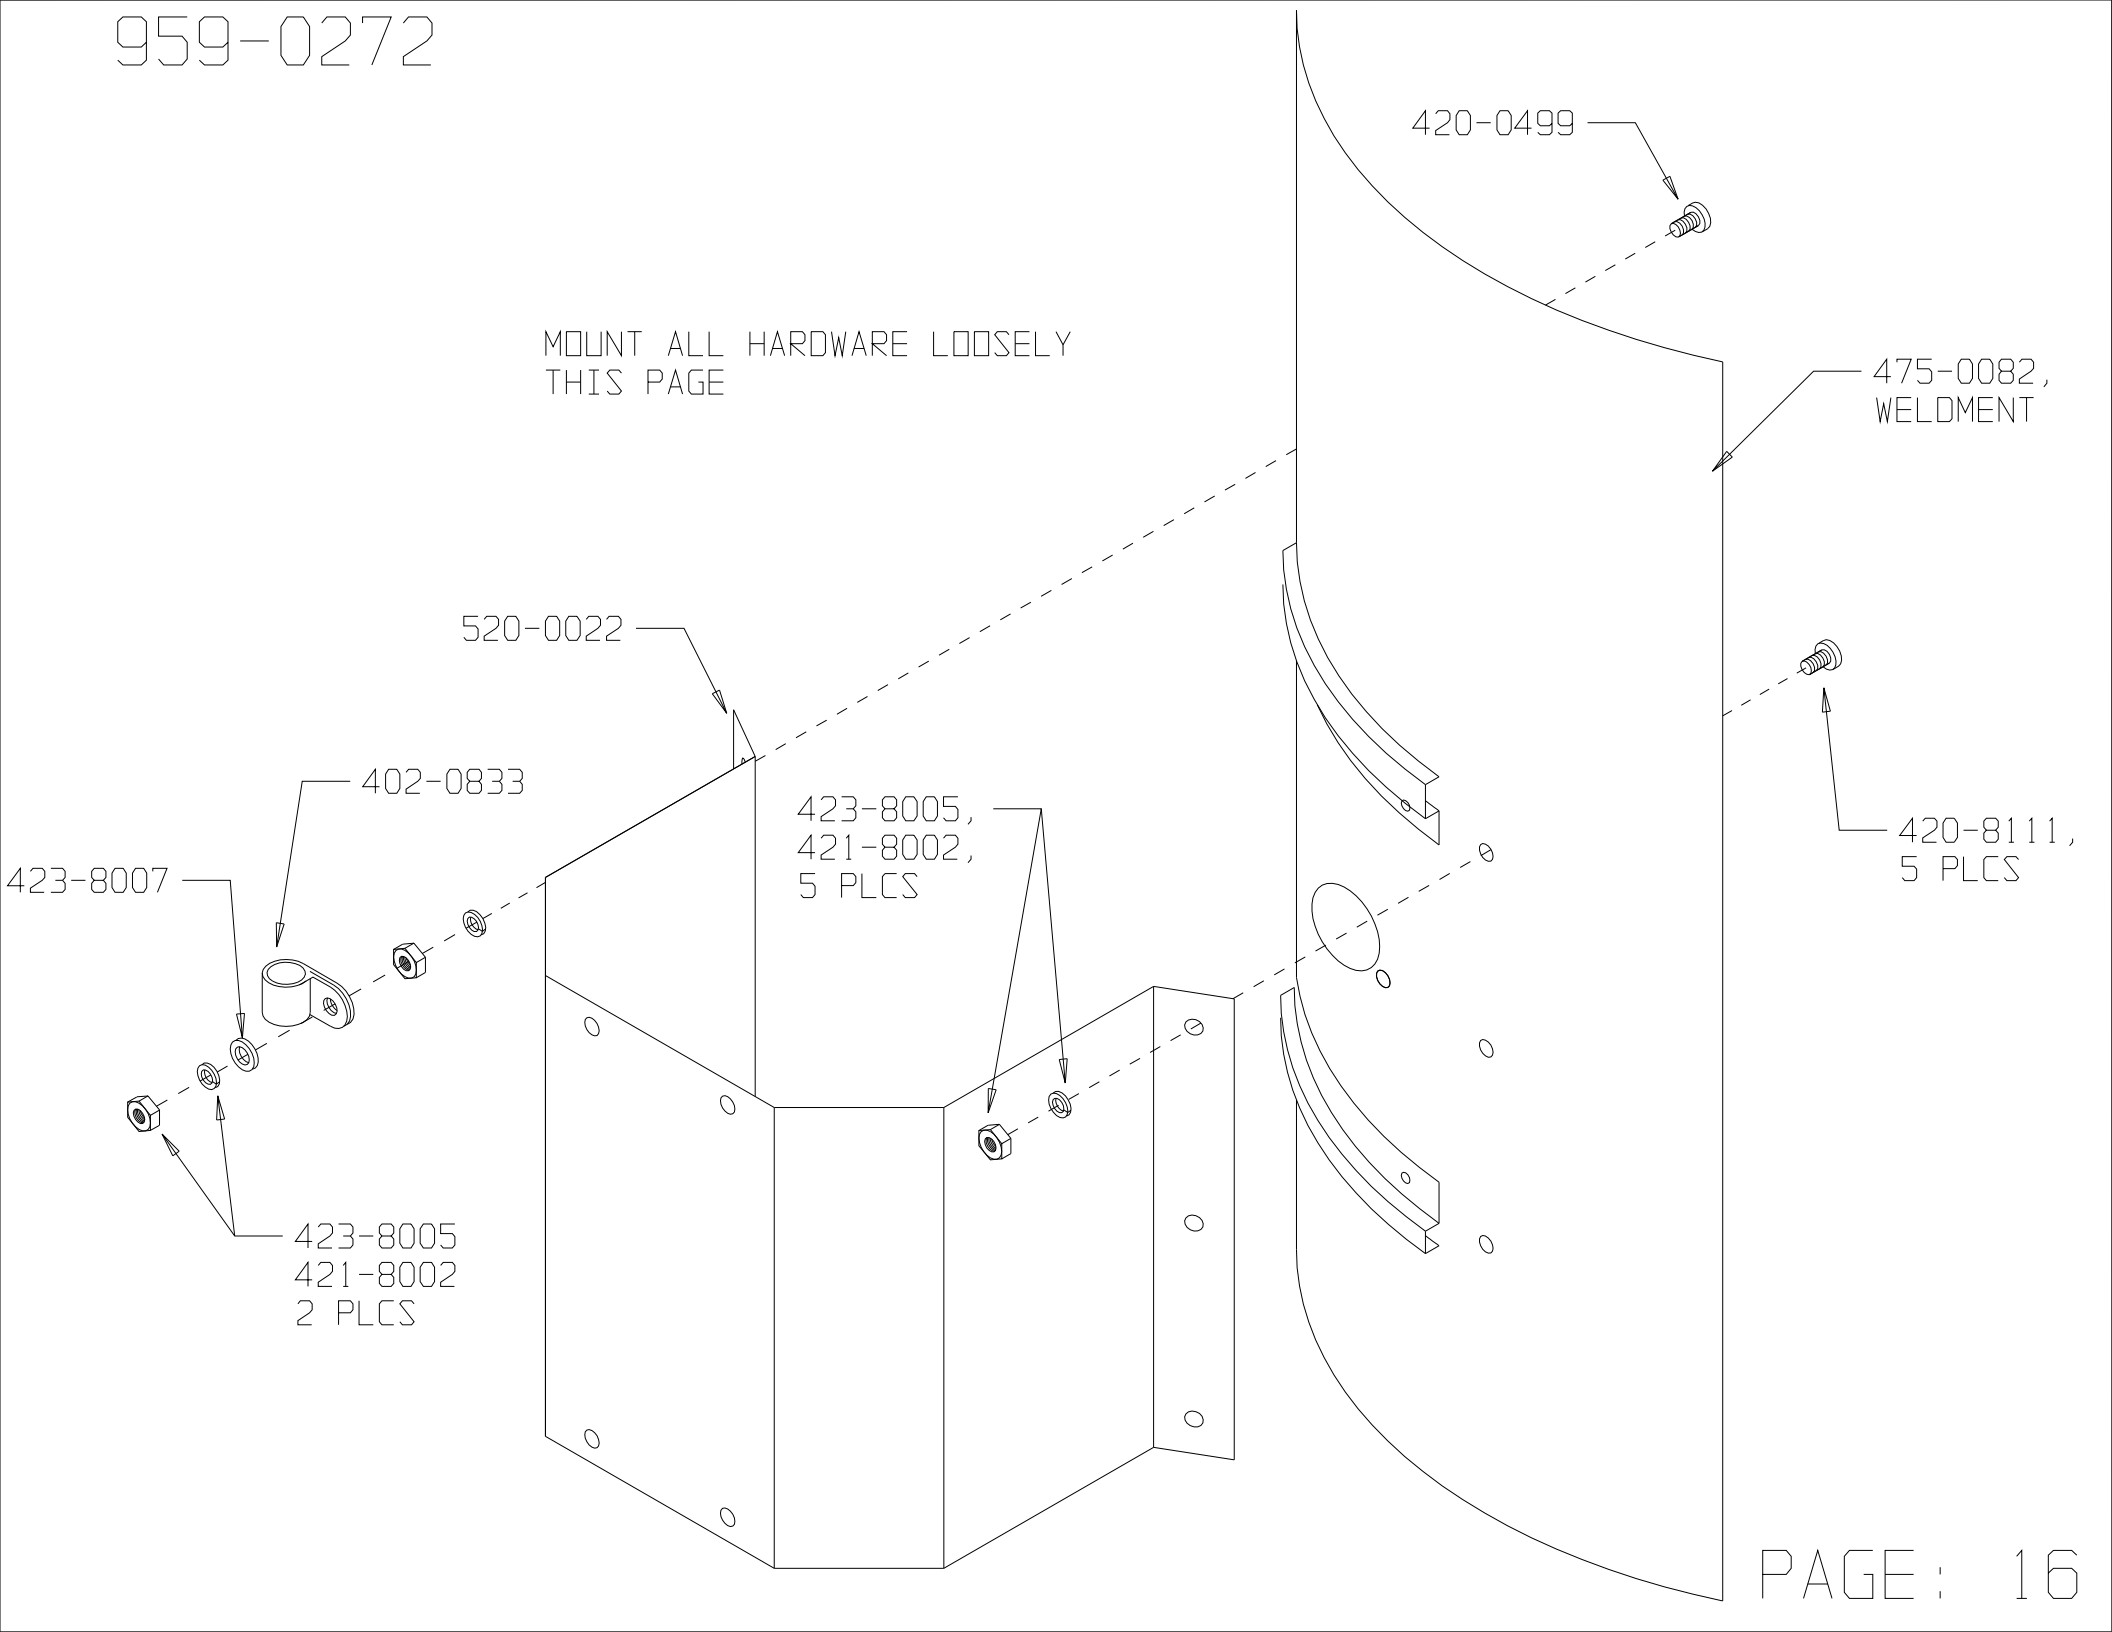 959-0272
420-0499
MOUNT ALL HARDWARE LOOSELY
THIS PAGE
475-0082,
WELDMENT
520-0022
402-0833
423-8005,
421-8002,
5 PLCS
420-8111,
5 PLCS
423-8007
423-8005
421-8002
2 PLCS
PAGE: 16